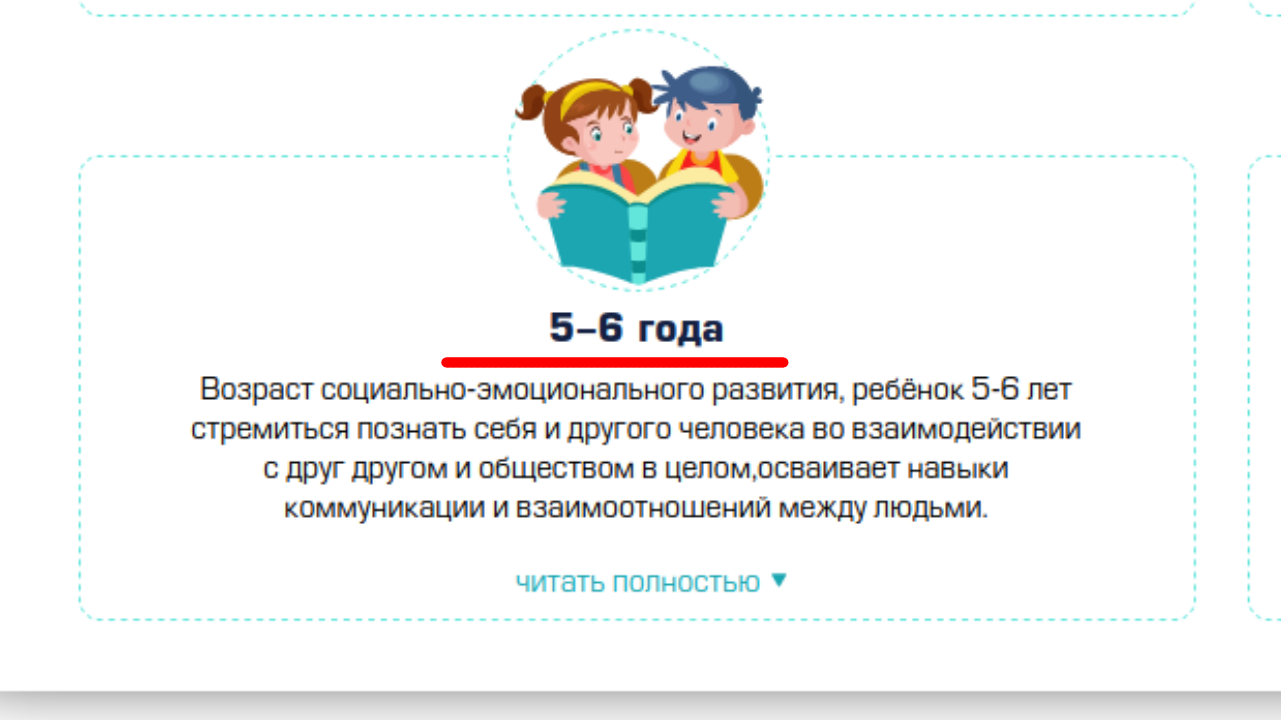 5–6 года
Возраст социально-эмоционального развития, ребёнок 5-6 лет
стремиться познать себя и другого человека во взаимодействии
с друг другом и обществом в целом,осваивает навыки
коммуникации и взаимоотношений между людьми.
читать полностью ▼